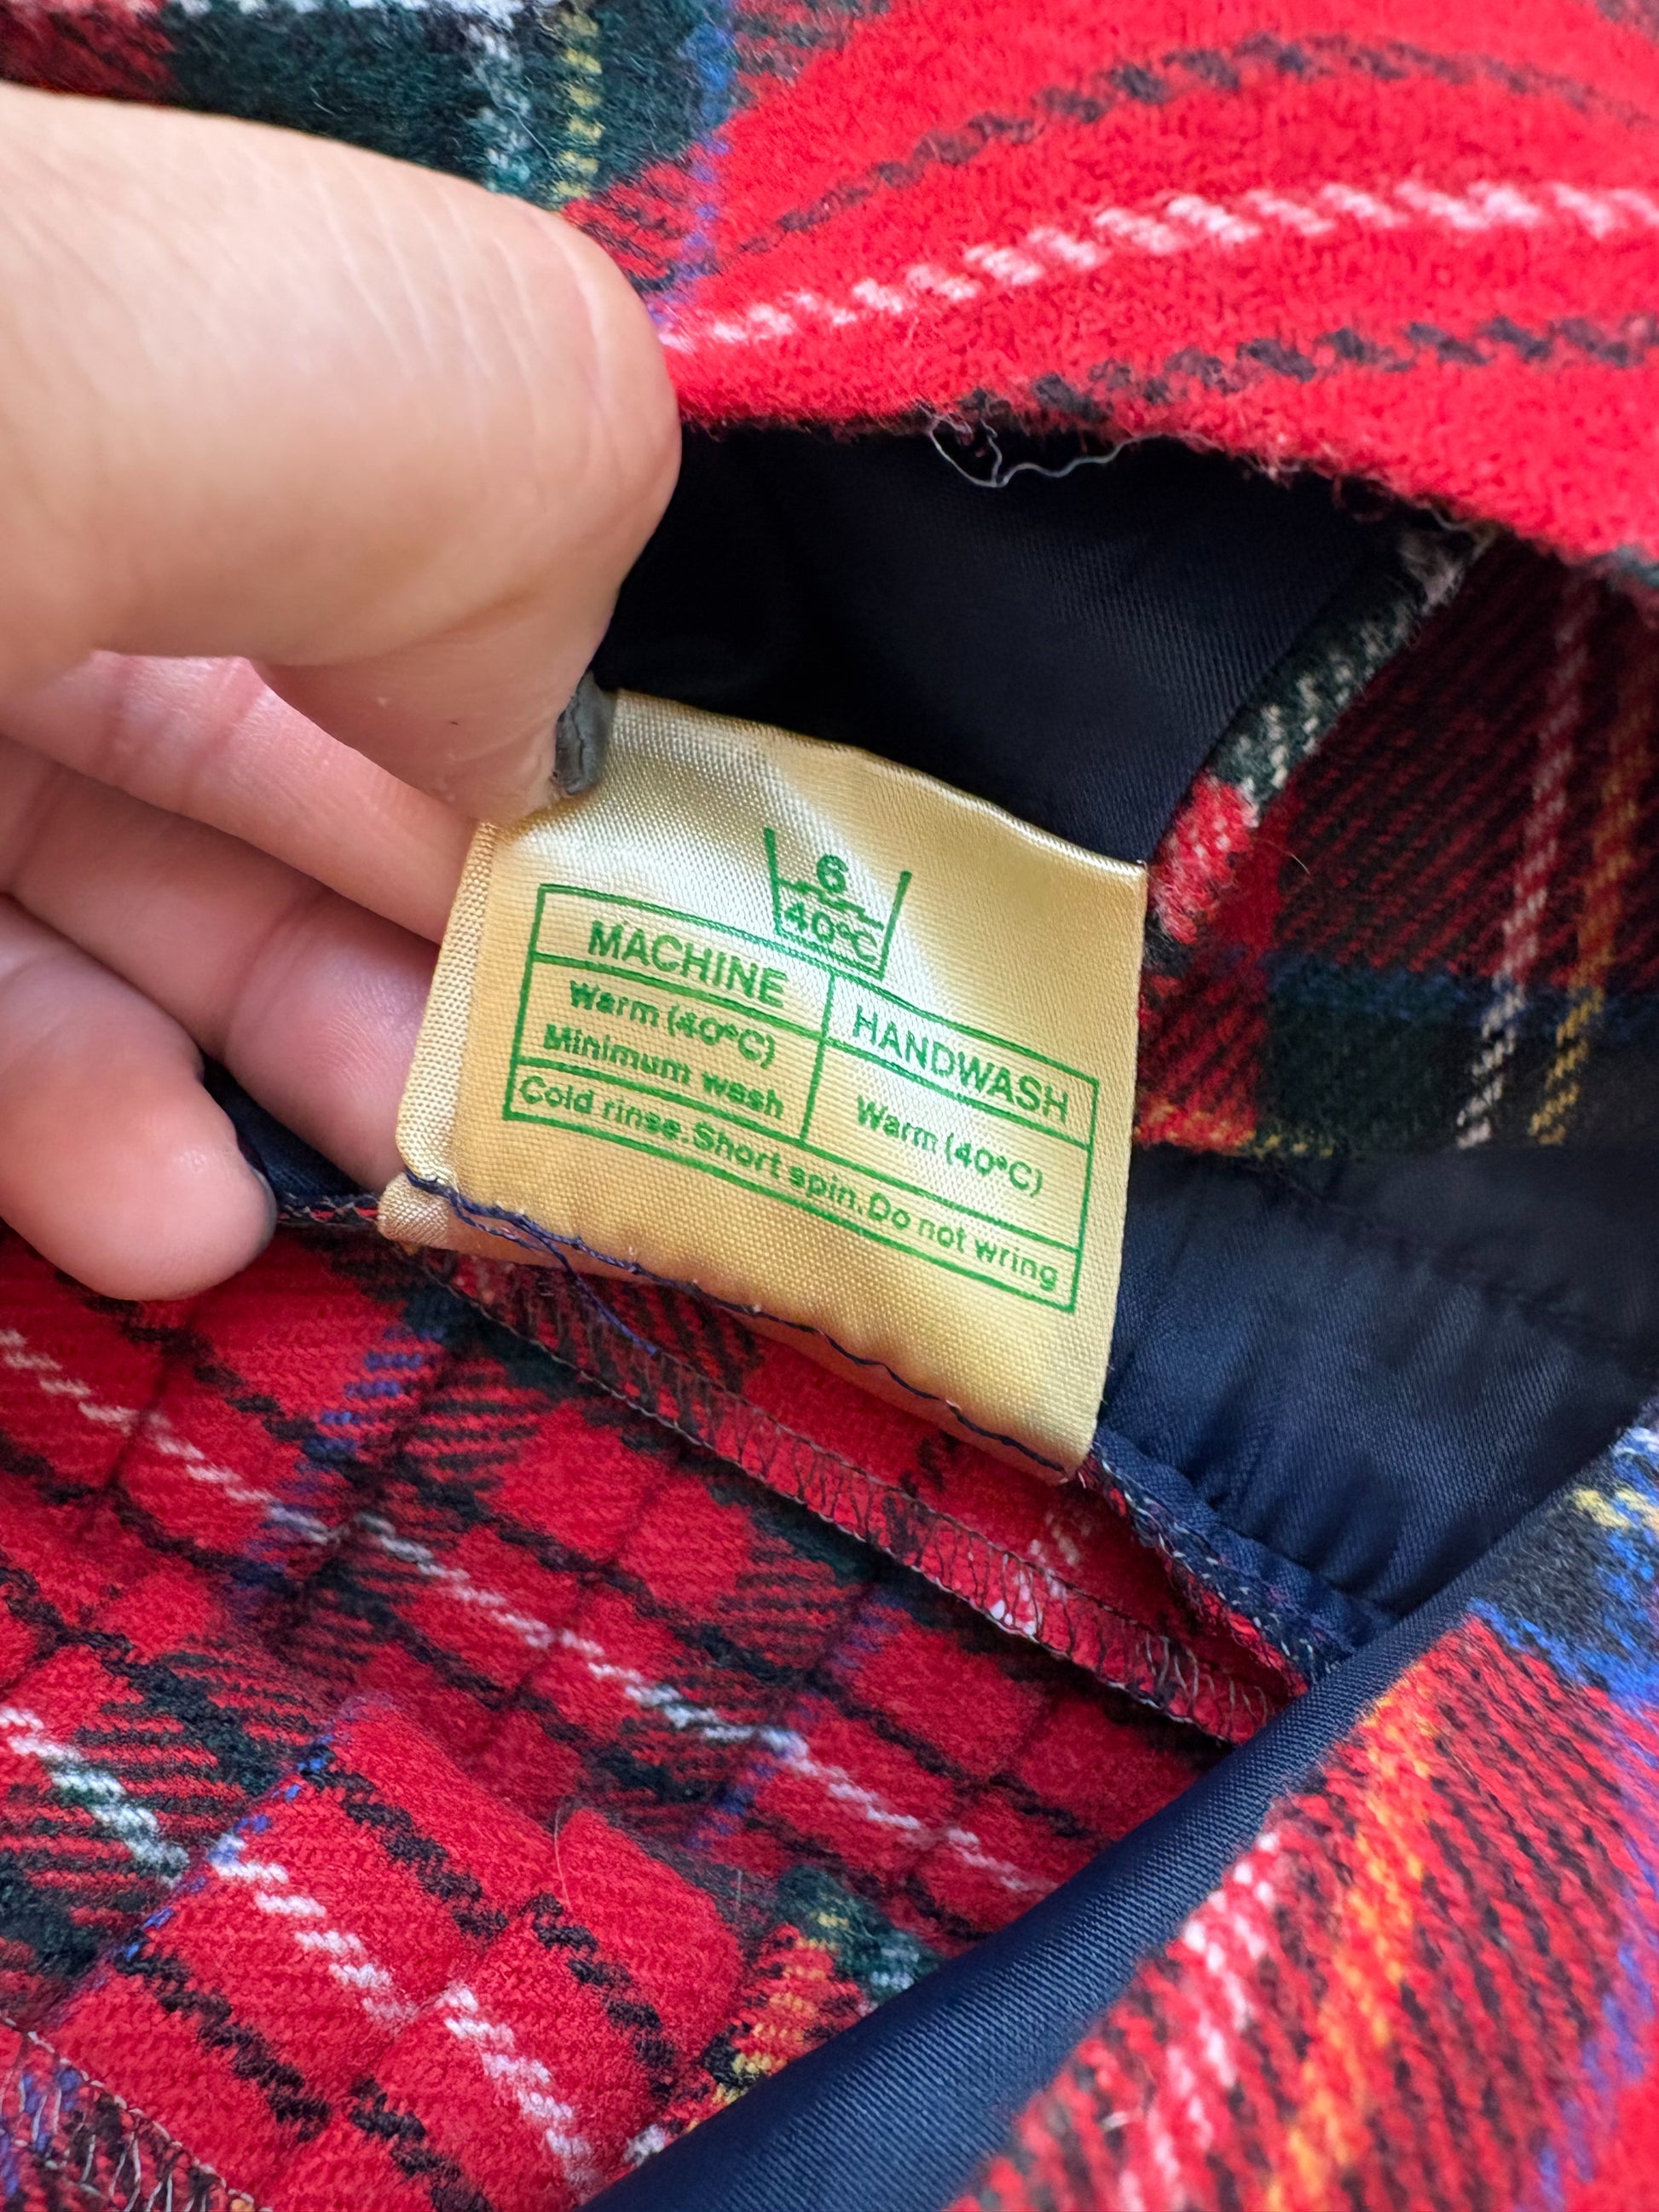 6
40°C
MACHINE HANDWASH
Warm (40°C) Warm (40°C)
Minimum wash
Cold rinse.Short spin.Do not wring